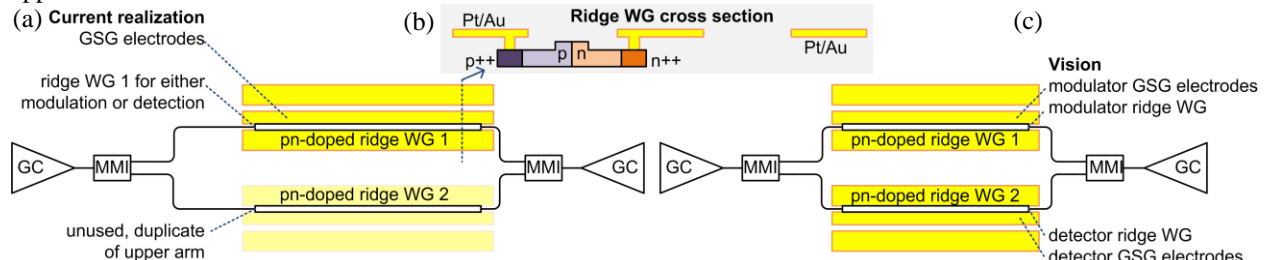 (a)
Current realization
GSG electrodes
ridge WG 1 for either
modulation or detection
GC
MMI
pn-doped ridge WG 1
pn-doped ridge WG 2
MMI
GC
unused, duplicate
of upper arm
(b)
Ridge WG cross section
Pt/Au
p++
p
n
n++
Pt/Au
(c)
Vision
modulator GSG electrodes
modulator ridge WG
GC
MMI
pn-doped ridge WG 1
pn-doped ridge WG 2
MMI
GC
detector ridge WG
detector GSG electrodes